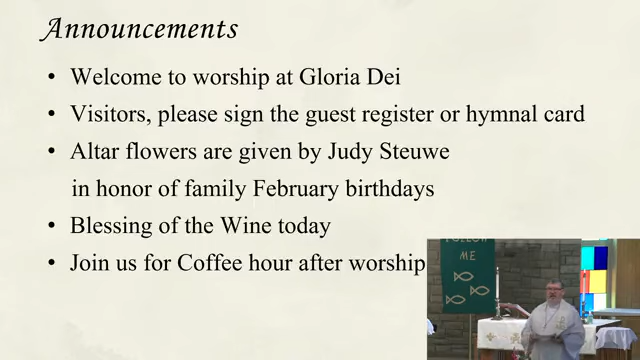 Announcements
• Welcome to worship at Gloria Dei
• Visitors, please sign the guest register or hymnal card
• Altar flowers are given by Judy Steuwe
in honor of family February birthdays
• Blessing of the Wine today
• Join us for Coffee hour after worship
FOLLOW
ME